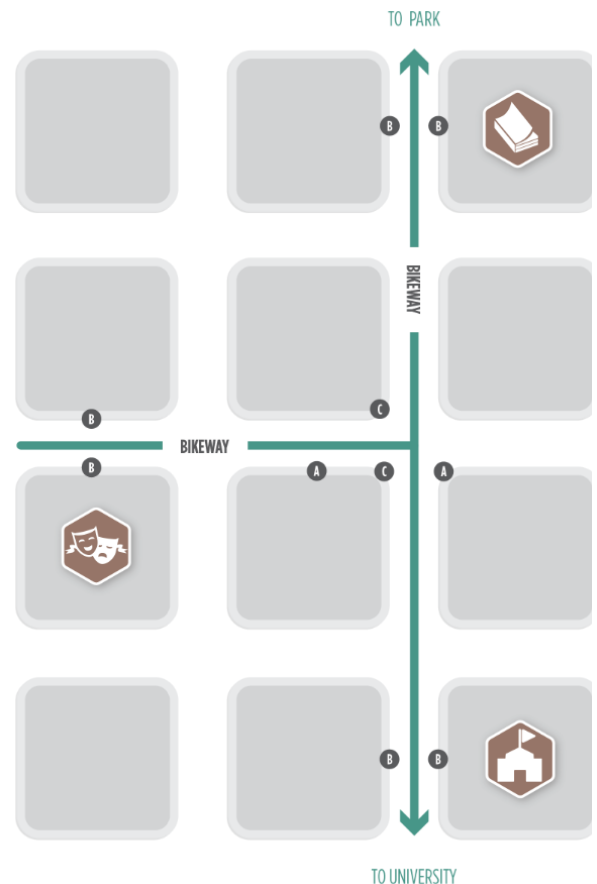 TO PARK
B B
BIKEWAY
C
B
BIKEWAY
B A C A
B B
TO UNIVERSITY